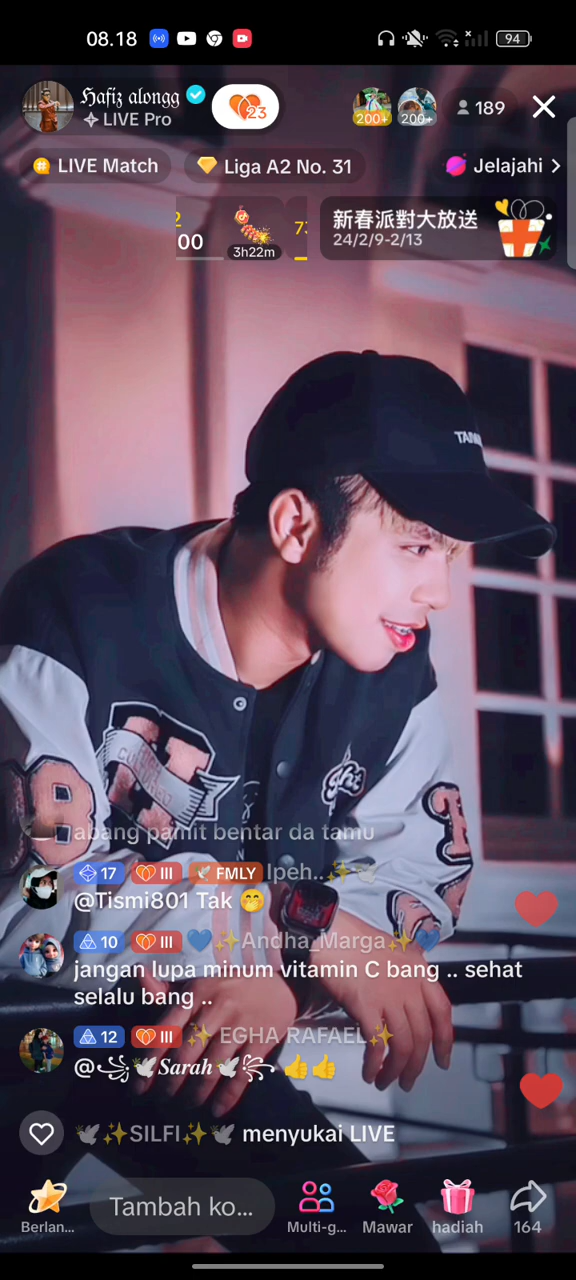 08.18
94
ℌ𝔞𝔣𝔦𝔷 𝔞𝔩𝔬𝔫𝔤𝔤
LIVE Pro
23
200+
200+
189
LIVE Match
Liga A2 No. 31
Jelajahi
00
3h22m
新春派對大放送
24/2/9-2/13
abang pamit bentar da tamu
17 III FMLY Ipeh..✨🕊
@Tismi801 Tak 🤭
10 III 💙✨Andha_Marga✨💙
jangan lupa minum vitamin C bang .. sehat
selalu bang ..
12 III ✨ EGHA RAFAEL✨
@꧁🕊𝑺𝒂𝒓𝒂𝒉🕊꧂ 👍👍
🕊✨SILFI✨🕊 menyukai LIVE
Berlan...
Tambah ko...
Multi-g...
Mawar
hadiah
164